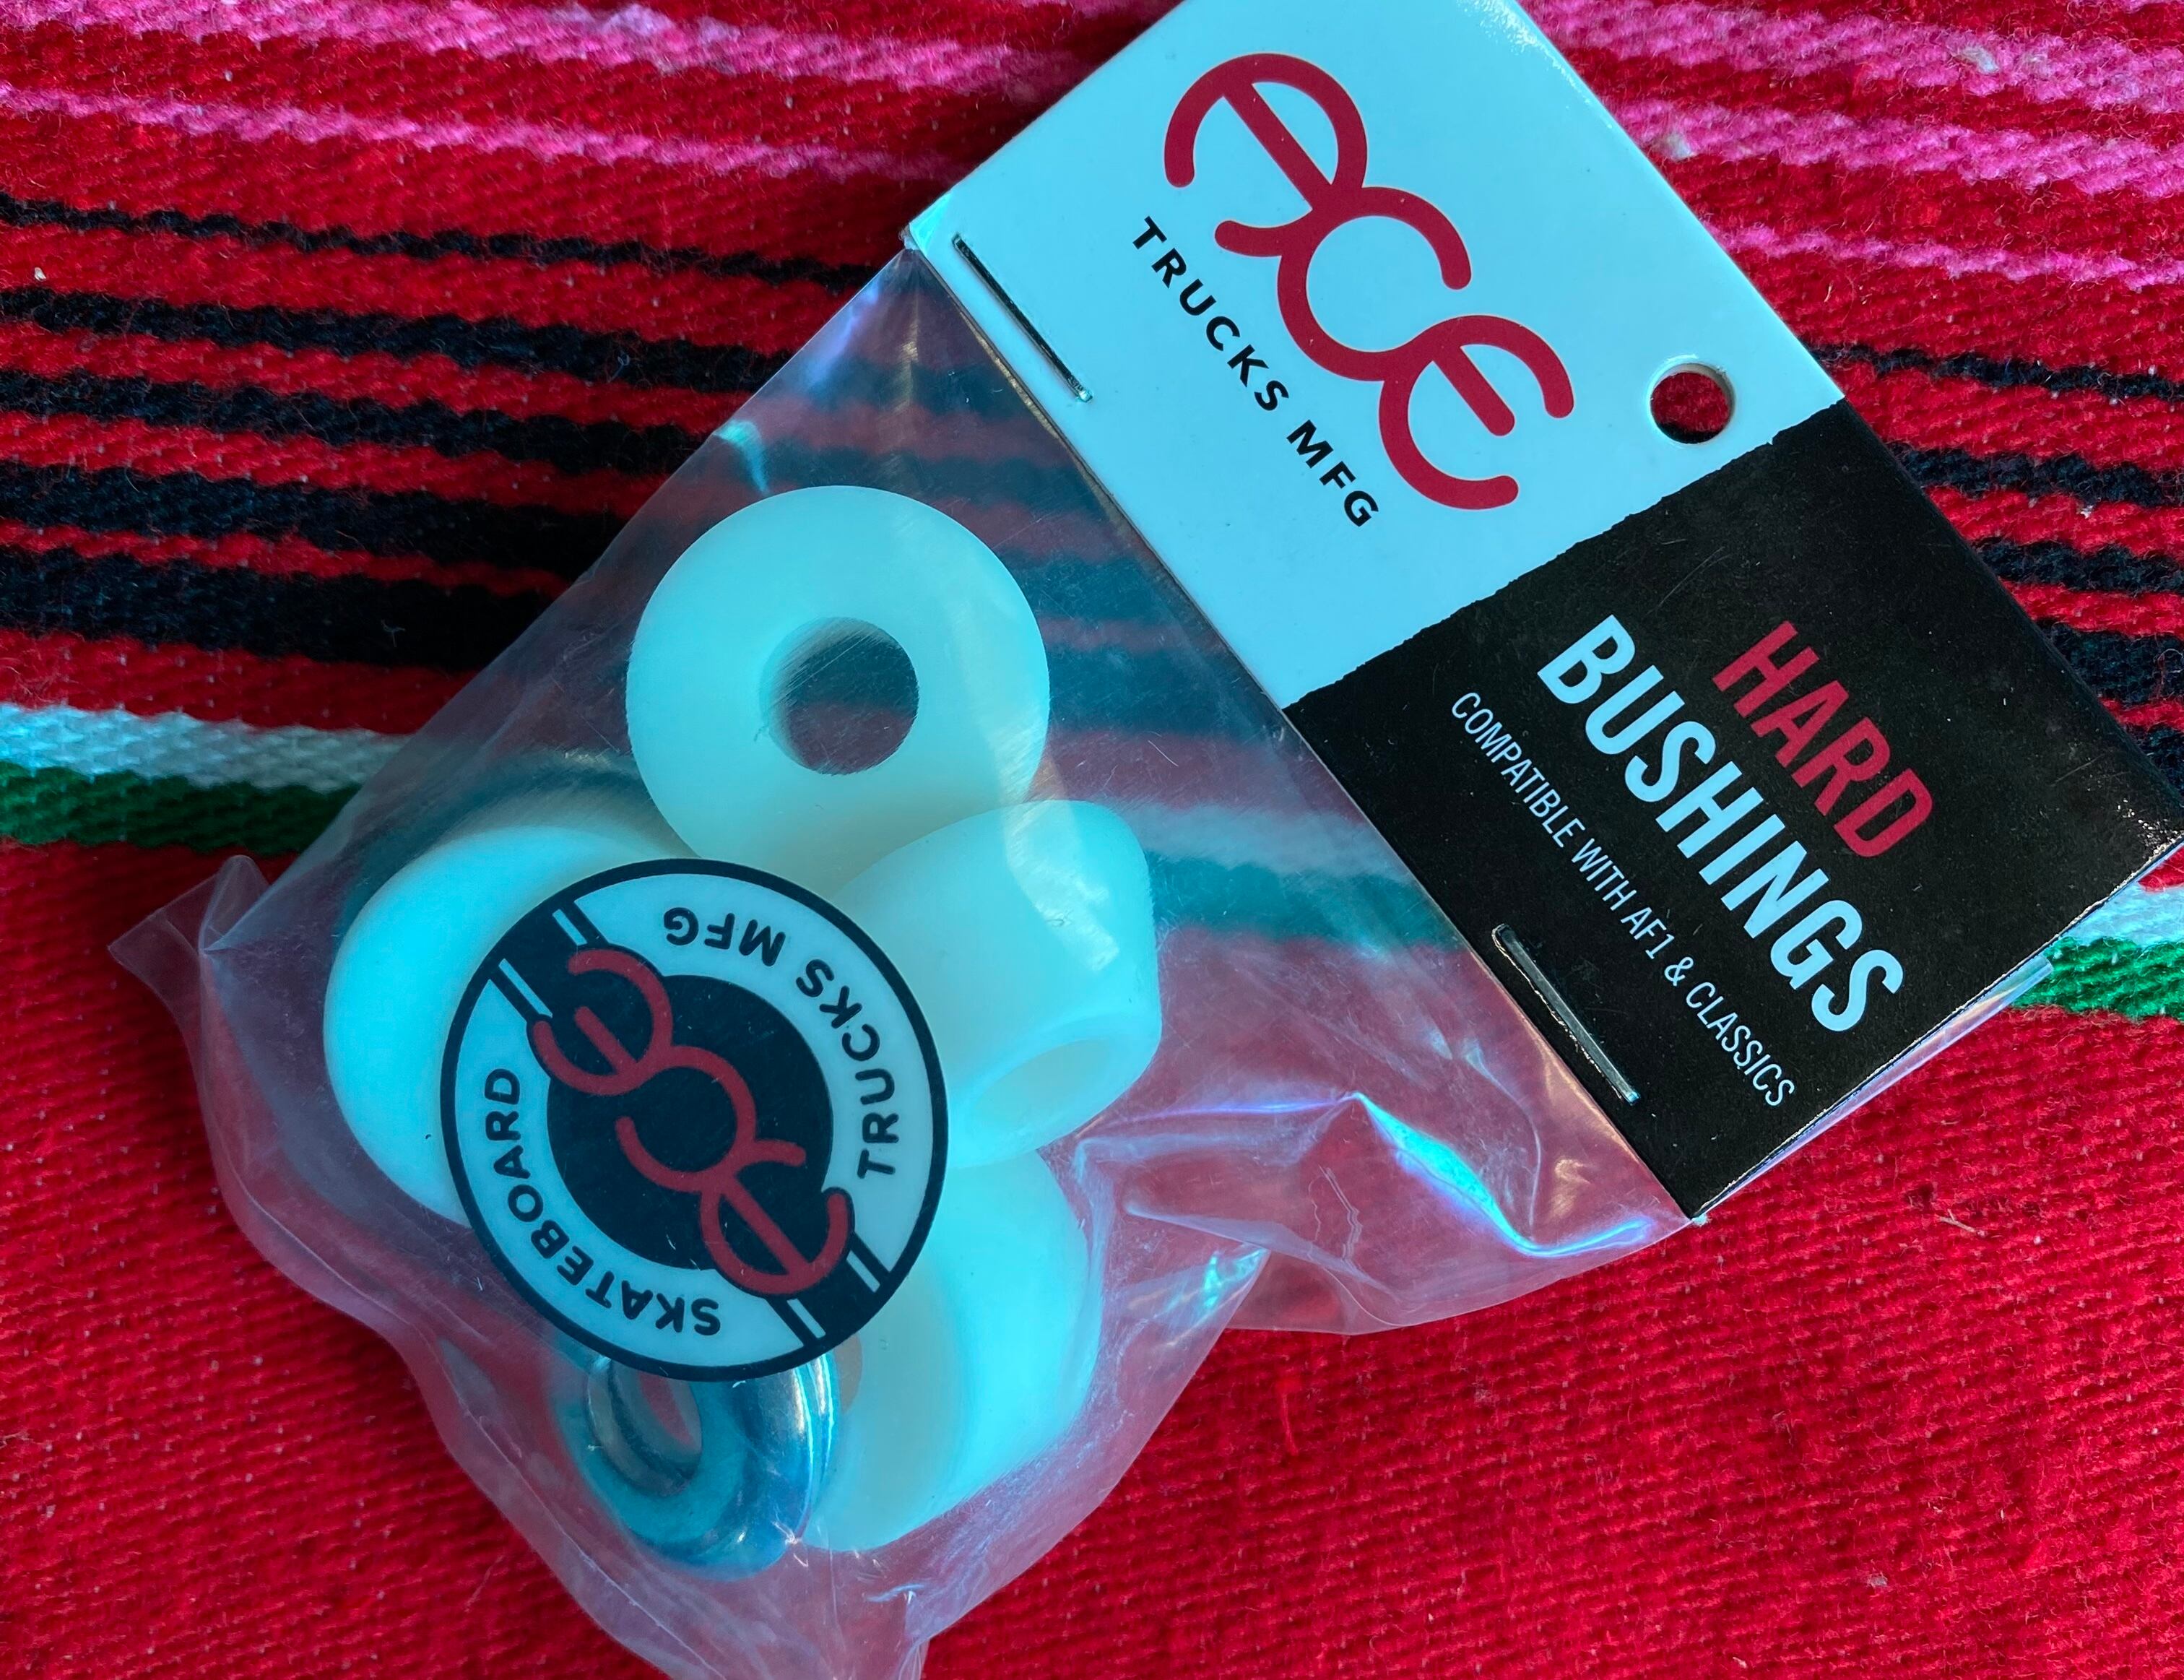 ACE
TRUCKS MFG
HARD
BUSHINGS
COMPATIBLE WITH AF1 & CLASSICS
SKATEBOARD
ACE
TRUCKS MFG